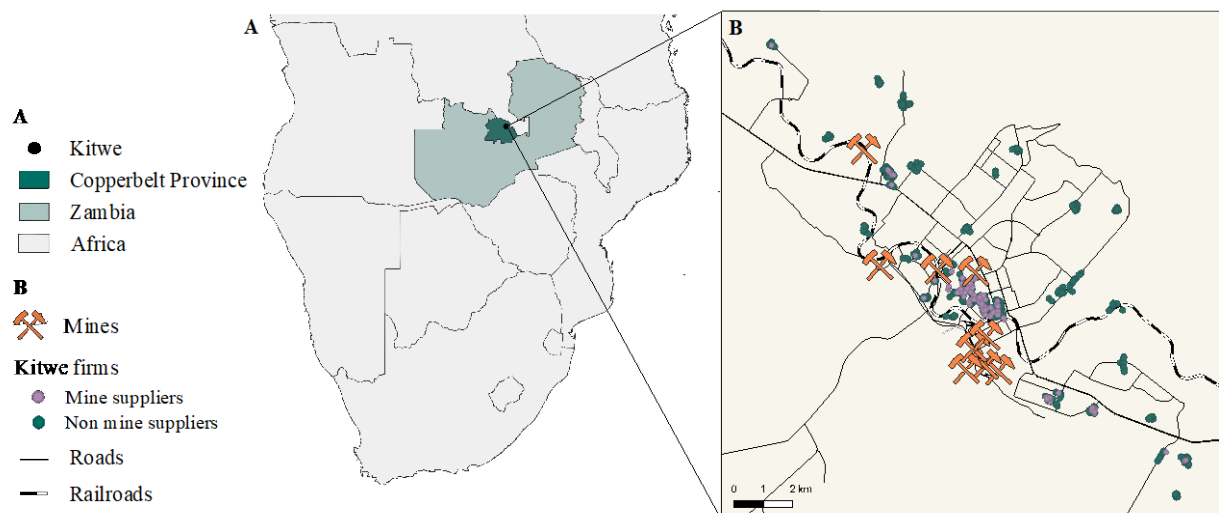 A
Kitwe
Copperbelt Province
Zambia
Africa
B
Mines
Kitwe firms
Mine suppliers
Non mine suppliers
Roads
Railroads
A
B
0 1 2 km